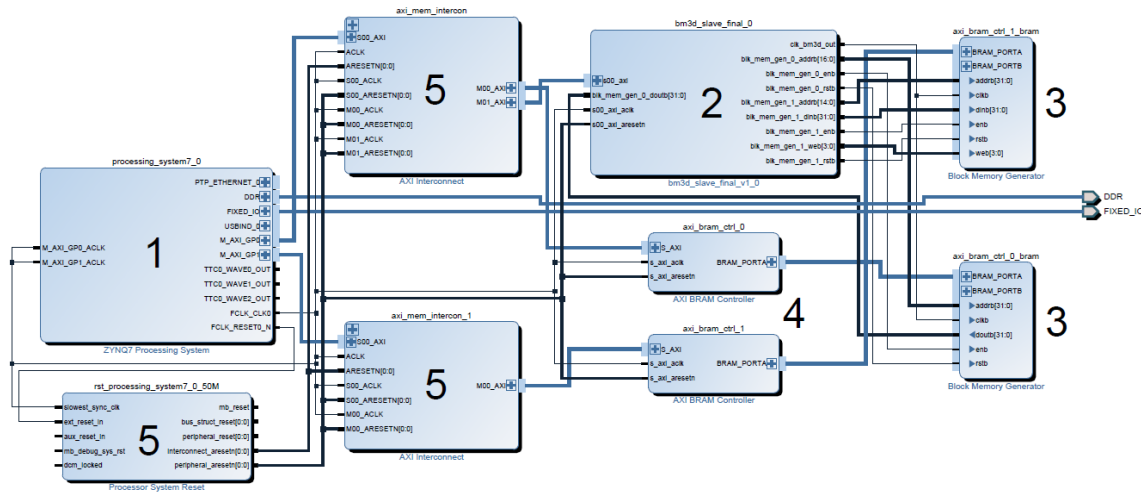 axi_mem_intercon
S00_AXI
ACLK
ARESETN[0:0]
S00_ACLK
S00_ARESETN[0:0]
M00_ACLK
M00_ARESETN[0:0]
M01_ACLK
M01_ARESETN[0:0]
M00_AXI
M01_AXI
5
AXI Interconnect
bm3d_slave_final_0
s00_axi
blk_mem_gen_0_doutb[31:0]
s00_axi_aclk
s00_axi_aresetn
2
clk_bm3d_out
blk_mem_gen_0_addrb[16:0]
blk_mem_gen_0_enb
blk_mem_gen_0_rstb
blk_mem_gen_1_addrb[14:0]
blk_mem_gen_1_dinb[31:0]
blk_mem_gen_1_enb
blk_mem_gen_1_web[3:0]
blk_mem_gen_1_rstb
bm3d_slave_final_v1_0
axi_bram_ctrl_1_bram
BRAM_PORTA
BRAM_PORTB
addrb[31:0]
clkb
dinb[31:0]
enb
rstb
web[3:0]
3
Block Memory Generator
processing_system7_0
M_AXI_GP0_ACLK
M_AXI_GP1_ACLK
1
PTP_ETHERNET_0
DDR
FIXED_IO
USBIND_0
M_AXI_GP0
M_AXI_GP1
TTC0_WAVE0_OUT
TTC0_WAVE1_OUT
TTC0_WAVE2_OUT
FCLK_CLK0
FCLK_RESET0_N
ZYNQ7 Processing System
DDR
FIXED_IO
axi_bram_ctrl_0
S_AXI
s_axi_aclk
s_axi_aresetn
BRAM_PORTA
AXI BRAM Controller
4
axi_bram_ctrl_1
S_AXI
s_axi_aclk
s_axi_aresetn
BRAM_PORTA
AXI BRAM Controller
axi_bram_ctrl_0_bram
BRAM_PORTA
BRAM_PORTB
addrb[31:0]
clkb
doutb[31:0]
enb
rstb
3
Block Memory Generator
axi_mem_intercon_1
S00_AXI
ACLK
ARESETN[0:0]
S00_ACLK
S00_ARESETN[0:0]
M00_ACLK
M00_ARESETN[0:0]
5
M00_AXI
AXI Interconnect
rst_processing_system7_0_50M
slowest_sync_clk
ext_reset_in
aux_reset_in
mb_debug_sys_rst
dcm_locked
5
mb_reset
bus_struct_reset[0:0]
peripheral_reset[0:0]
interconnect_aresetn[0:0]
peripheral_aresetn[0:0]
Processor System Reset